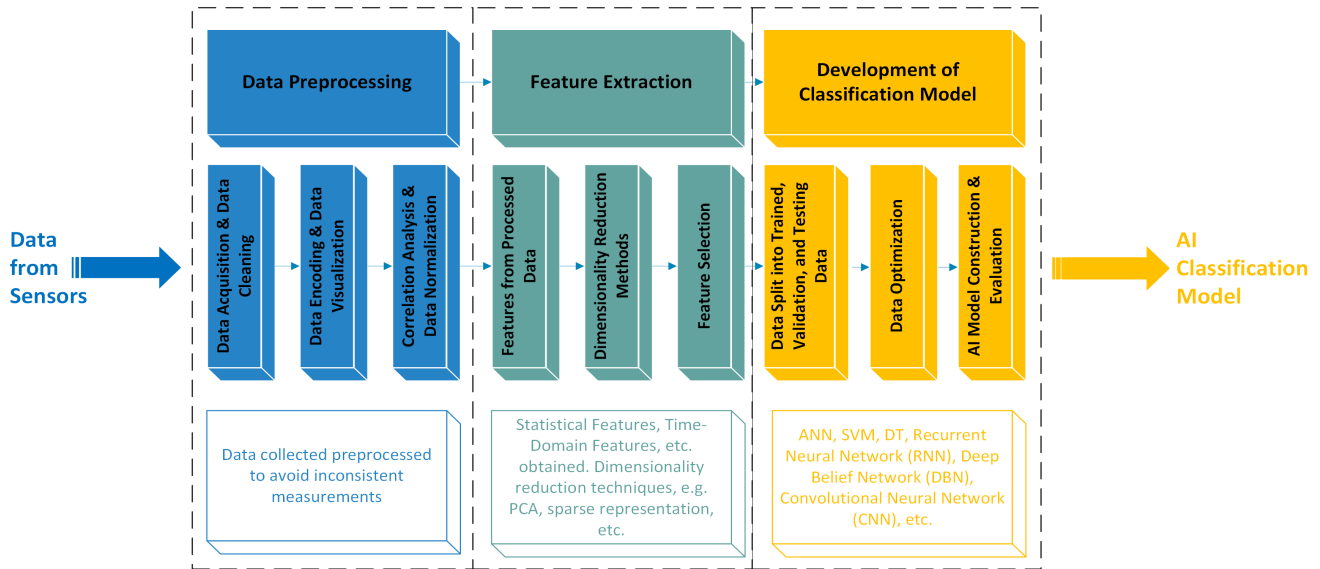 Data
from
Sensors
Data Preprocessing
Data Acquisition & Data
Cleaning
Data Encoding & Data
Visualization
Correlation Analysis &
Data Normalization
Data collected preprocessed
to avoid inconsistent
measurements
Feature Extraction
Features from Processed
Data
Dimensionality Reduction
Methods
Feature Selection
Statistical Features, Time-
Domain Features, etc.
obtained. Dimensionality
reduction techniques, e.g.
PCA, sparse representation,
etc.
Development of
Classification Model
Data Split into Trained,
Validation, and Testing
Data
Data Optimization
AI Model Construction &
Evaluation
ANN, SVM, DT, Recurrent
Neural Network (RNN), Deep
Belief Network (DBN),
Convolutional Neural Network
(CNN), etc.
AI
Classification
Model